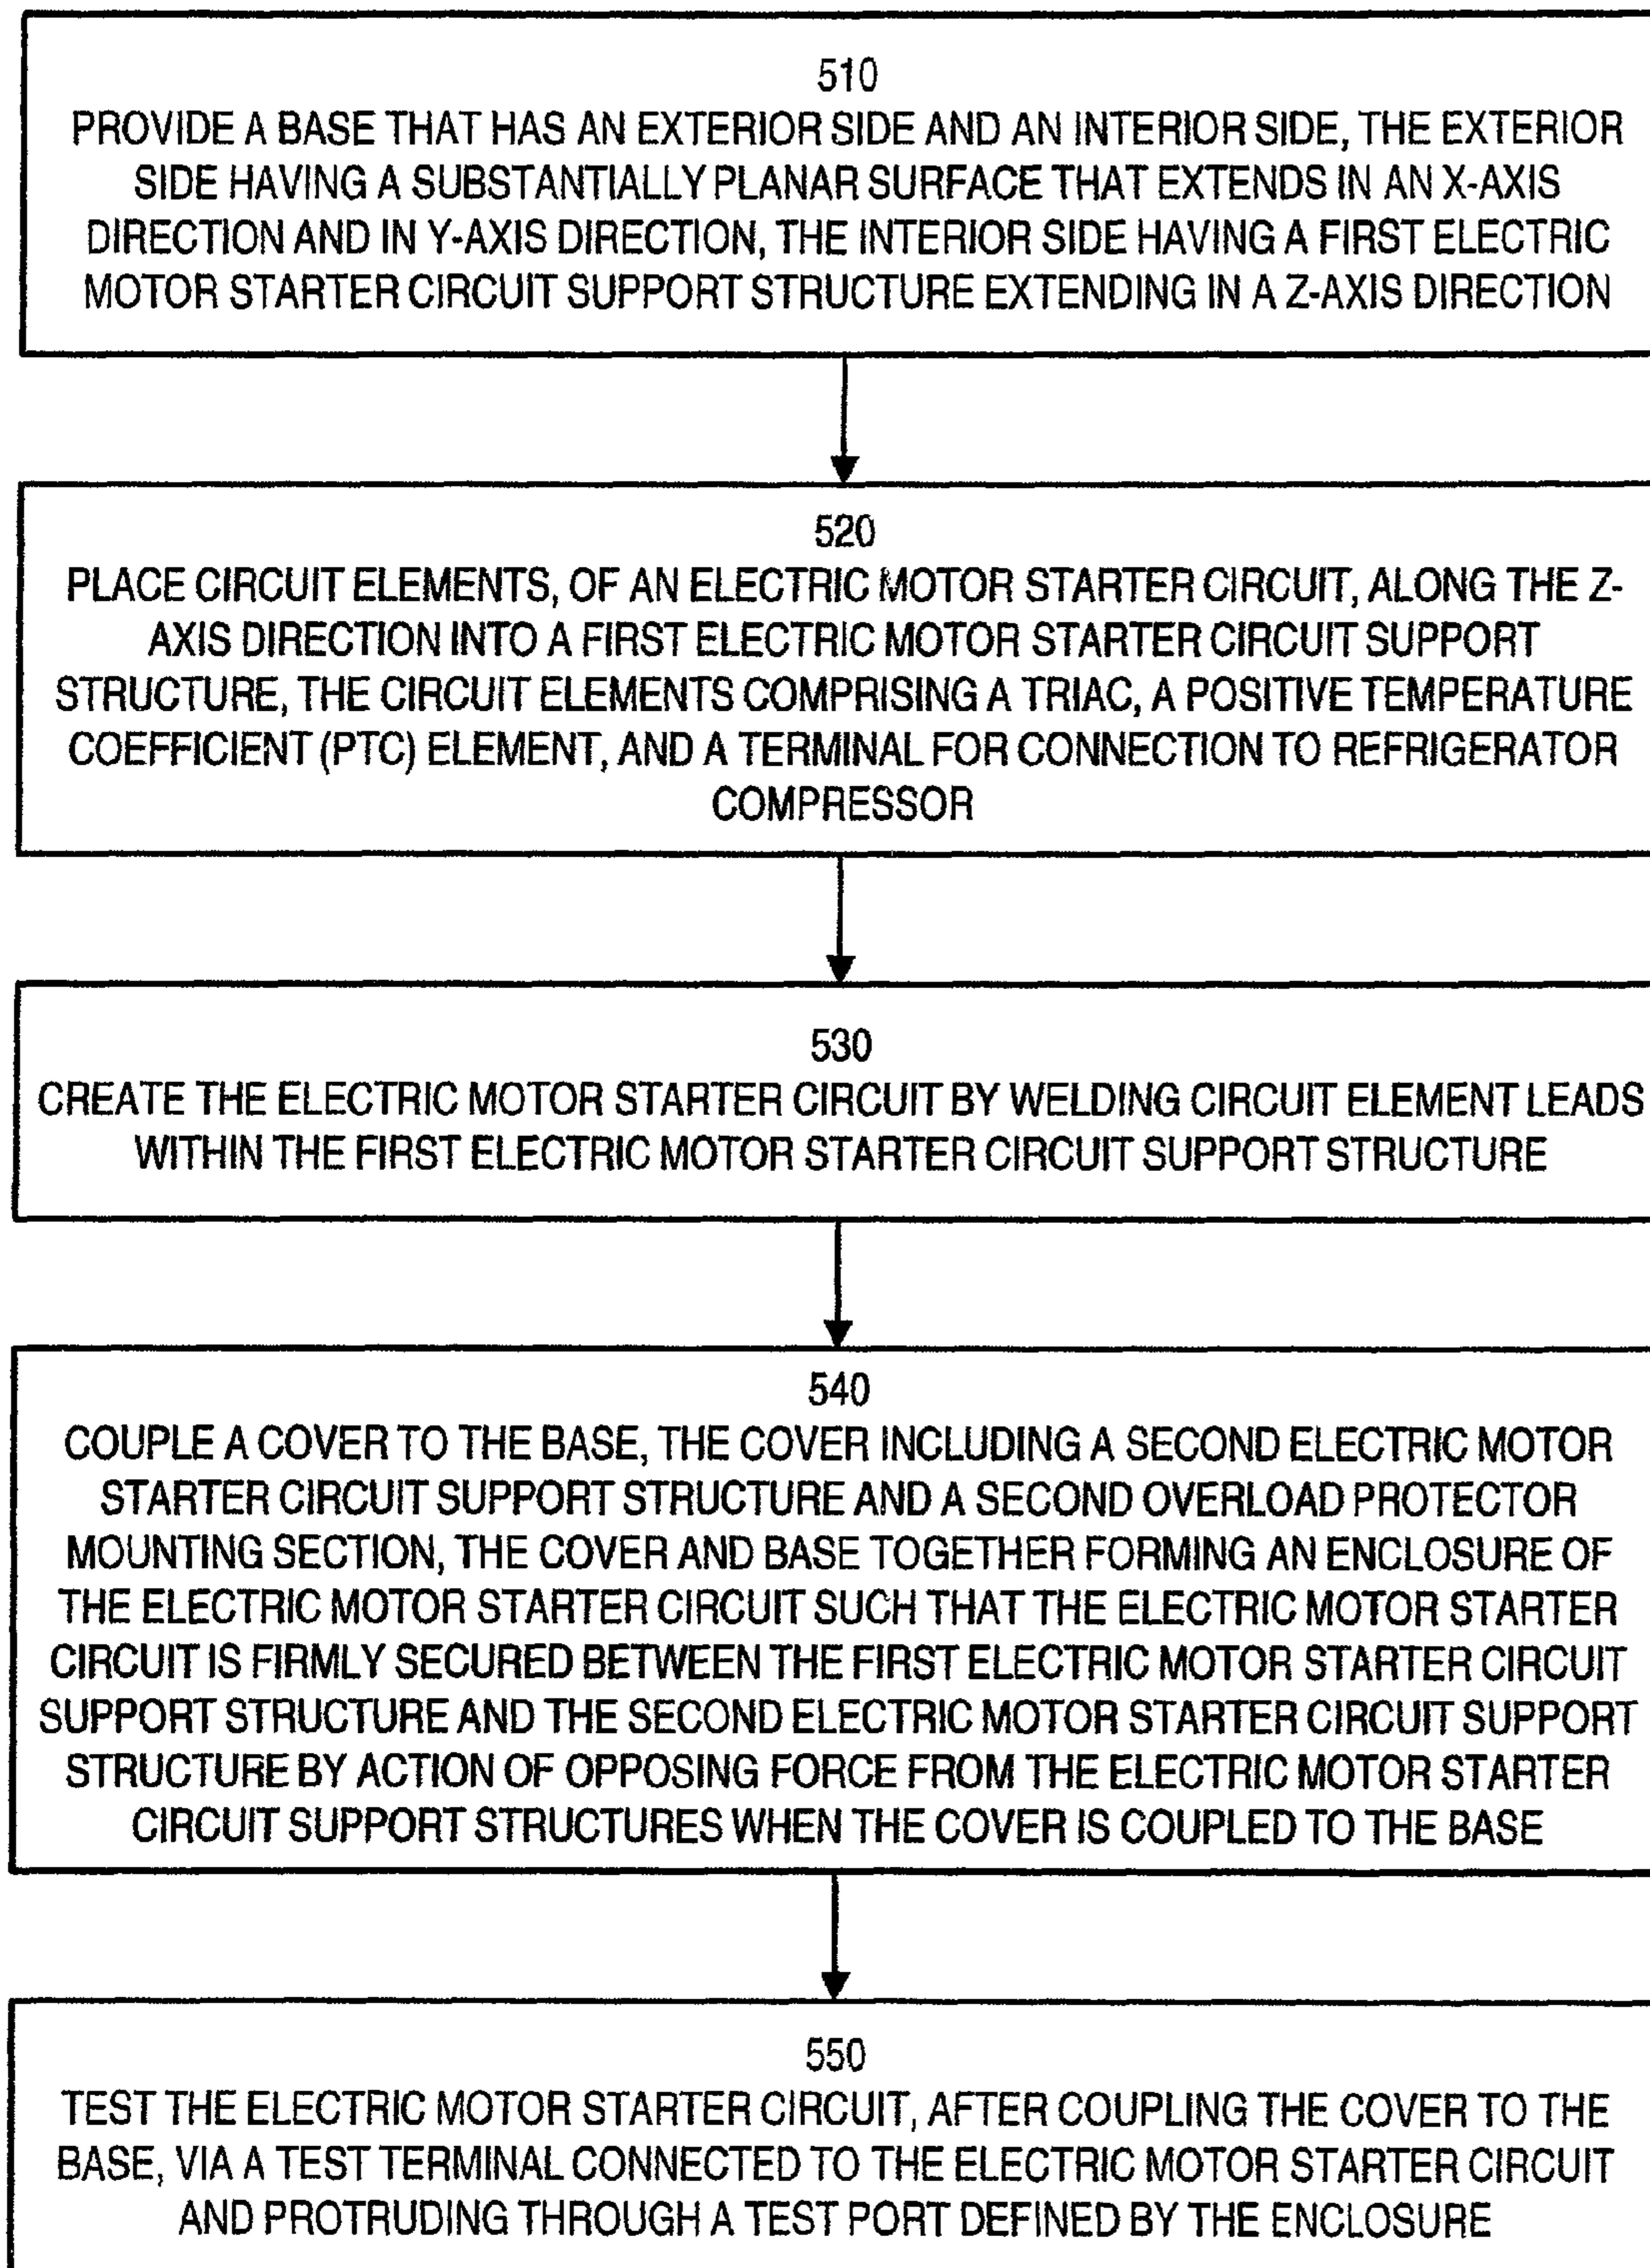 510
PROVIDE A BASE THAT HAS AN EXTERIOR SIDE AND AN INTERIOR SIDE, THE EXTERIOR
SIDE HAVING A SUBSTANTIALLY PLANAR SURFACE THAT EXTENDS IN AN X-AXIS
DIRECTION AND IN Y-AXIS DIRECTION, THE INTERIOR SIDE HAVING A FIRST ELECTRIC
MOTOR STARTER CIRCUIT SUPPORT STRUCTURE EXTENDING IN A Z-AXIS DIRECTION
520
PLACE CIRCUIT ELEMENTS, OF AN ELECTRIC MOTOR STARTER CIRCUIT, ALONG THE Z-
AXIS DIRECTION INTO A FIRST ELECTRIC MOTOR STARTER CIRCUIT SUPPORT
STRUCTURE, THE CIRCUIT ELEMENTS COMPRISING A TRIAC, A POSITIVE TEMPERATURE
COEFFICIENT (PTC) ELEMENT, AND A TERMINAL FOR CONNECTION TO REFRIGERATOR
COMPRESSOR
530
CREATE THE ELECTRIC MOTOR STARTER CIRCUIT BY WELDING CIRCUIT ELEMENT LEADS
WITHIN THE FIRST ELECTRIC MOTOR STARTER CIRCUIT SUPPORT STRUCTURE
540
COUPLE A COVER TO THE BASE, THE COVER INCLUDING A SECOND ELECTRIC MOTOR
STARTER CIRCUIT SUPPORT STRUCTURE AND A SECOND OVERLOAD PROTECTOR
MOUNTING SECTION, THE COVER AND BASE TOGETHER FORMING AN ENCLOSURE OF
THE ELECTRIC MOTOR STARTER CIRCUIT SUCH THAT THE ELECTRIC MOTOR STARTER
CIRCUIT IS FIRMLY SECURED BETWEEN THE FIRST ELECTRIC MOTOR STARTER CIRCUIT
SUPPORT STRUCTURE AND THE SECOND ELECTRIC MOTOR STARTER CIRCUIT SUPPORT
STRUCTURE BY ACTION OF OPPOSING FORCE FROM THE ELECTRIC MOTOR STARTER
CIRCUIT SUPPORT STRUCTURES WHEN THE COVER IS COUPLED TO THE BASE
550
TEST THE ELECTRIC MOTOR STARTER CIRCUIT, AFTER COUPLING THE COVER TO THE
BASE, VIA A TEST TERMINAL CONNECTED TO THE ELECTRIC MOTOR STARTER CIRCUIT
AND PROTRUDING THROUGH A TEST PORT DEFINED BY THE ENCLOSURE